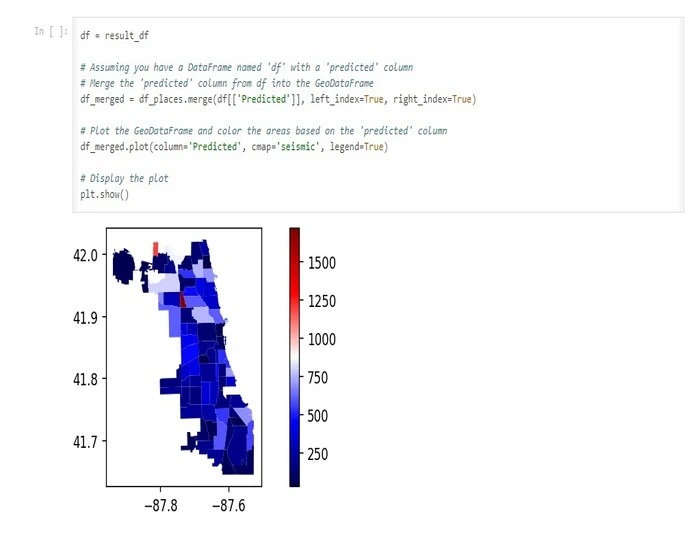 In [ ]:
df = result_df
# Assuming you have a DataFrame named 'df' with a 'predicted' column
# Merge the 'predicted' column from df into the GeoDataFrame
df_merged = df_places.merge(df[['Predicted']], left_index=True, right_index=True)
# Plot the GeoDataFrame and color the areas based on the 'predicted' column
df_merged.plot(column='Predicted', cmap='seismic', legend=True)
# Display the plot
plt.show()
42.0
41.9
41.8
41.7
−87.8
−87.6
1500
1250
1000
750
500
250